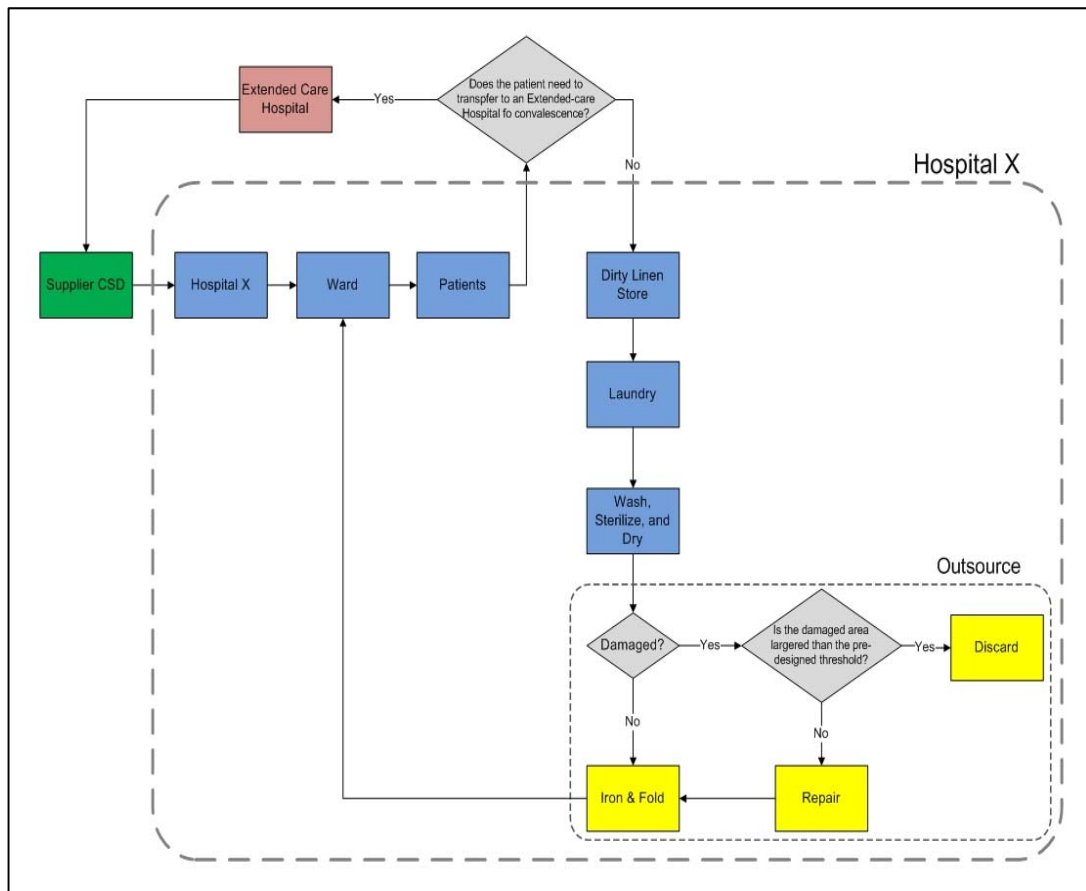 Does the patient need to
transfer to an Extended-care
Hospital fo convalescence?
Extended Care
Hospital
Yes
No
Hospital X
Supplier CSD
Hospital X
Ward
Patients
Dirty Linen
Store
Laundry
Wash,
Sterilize, and
Dry
Outsource
Damaged?
Yes
Is the damaged area
largered than the pre-
designed threshold?
Yes
Discard
No
No
Iron & Fold
Repair